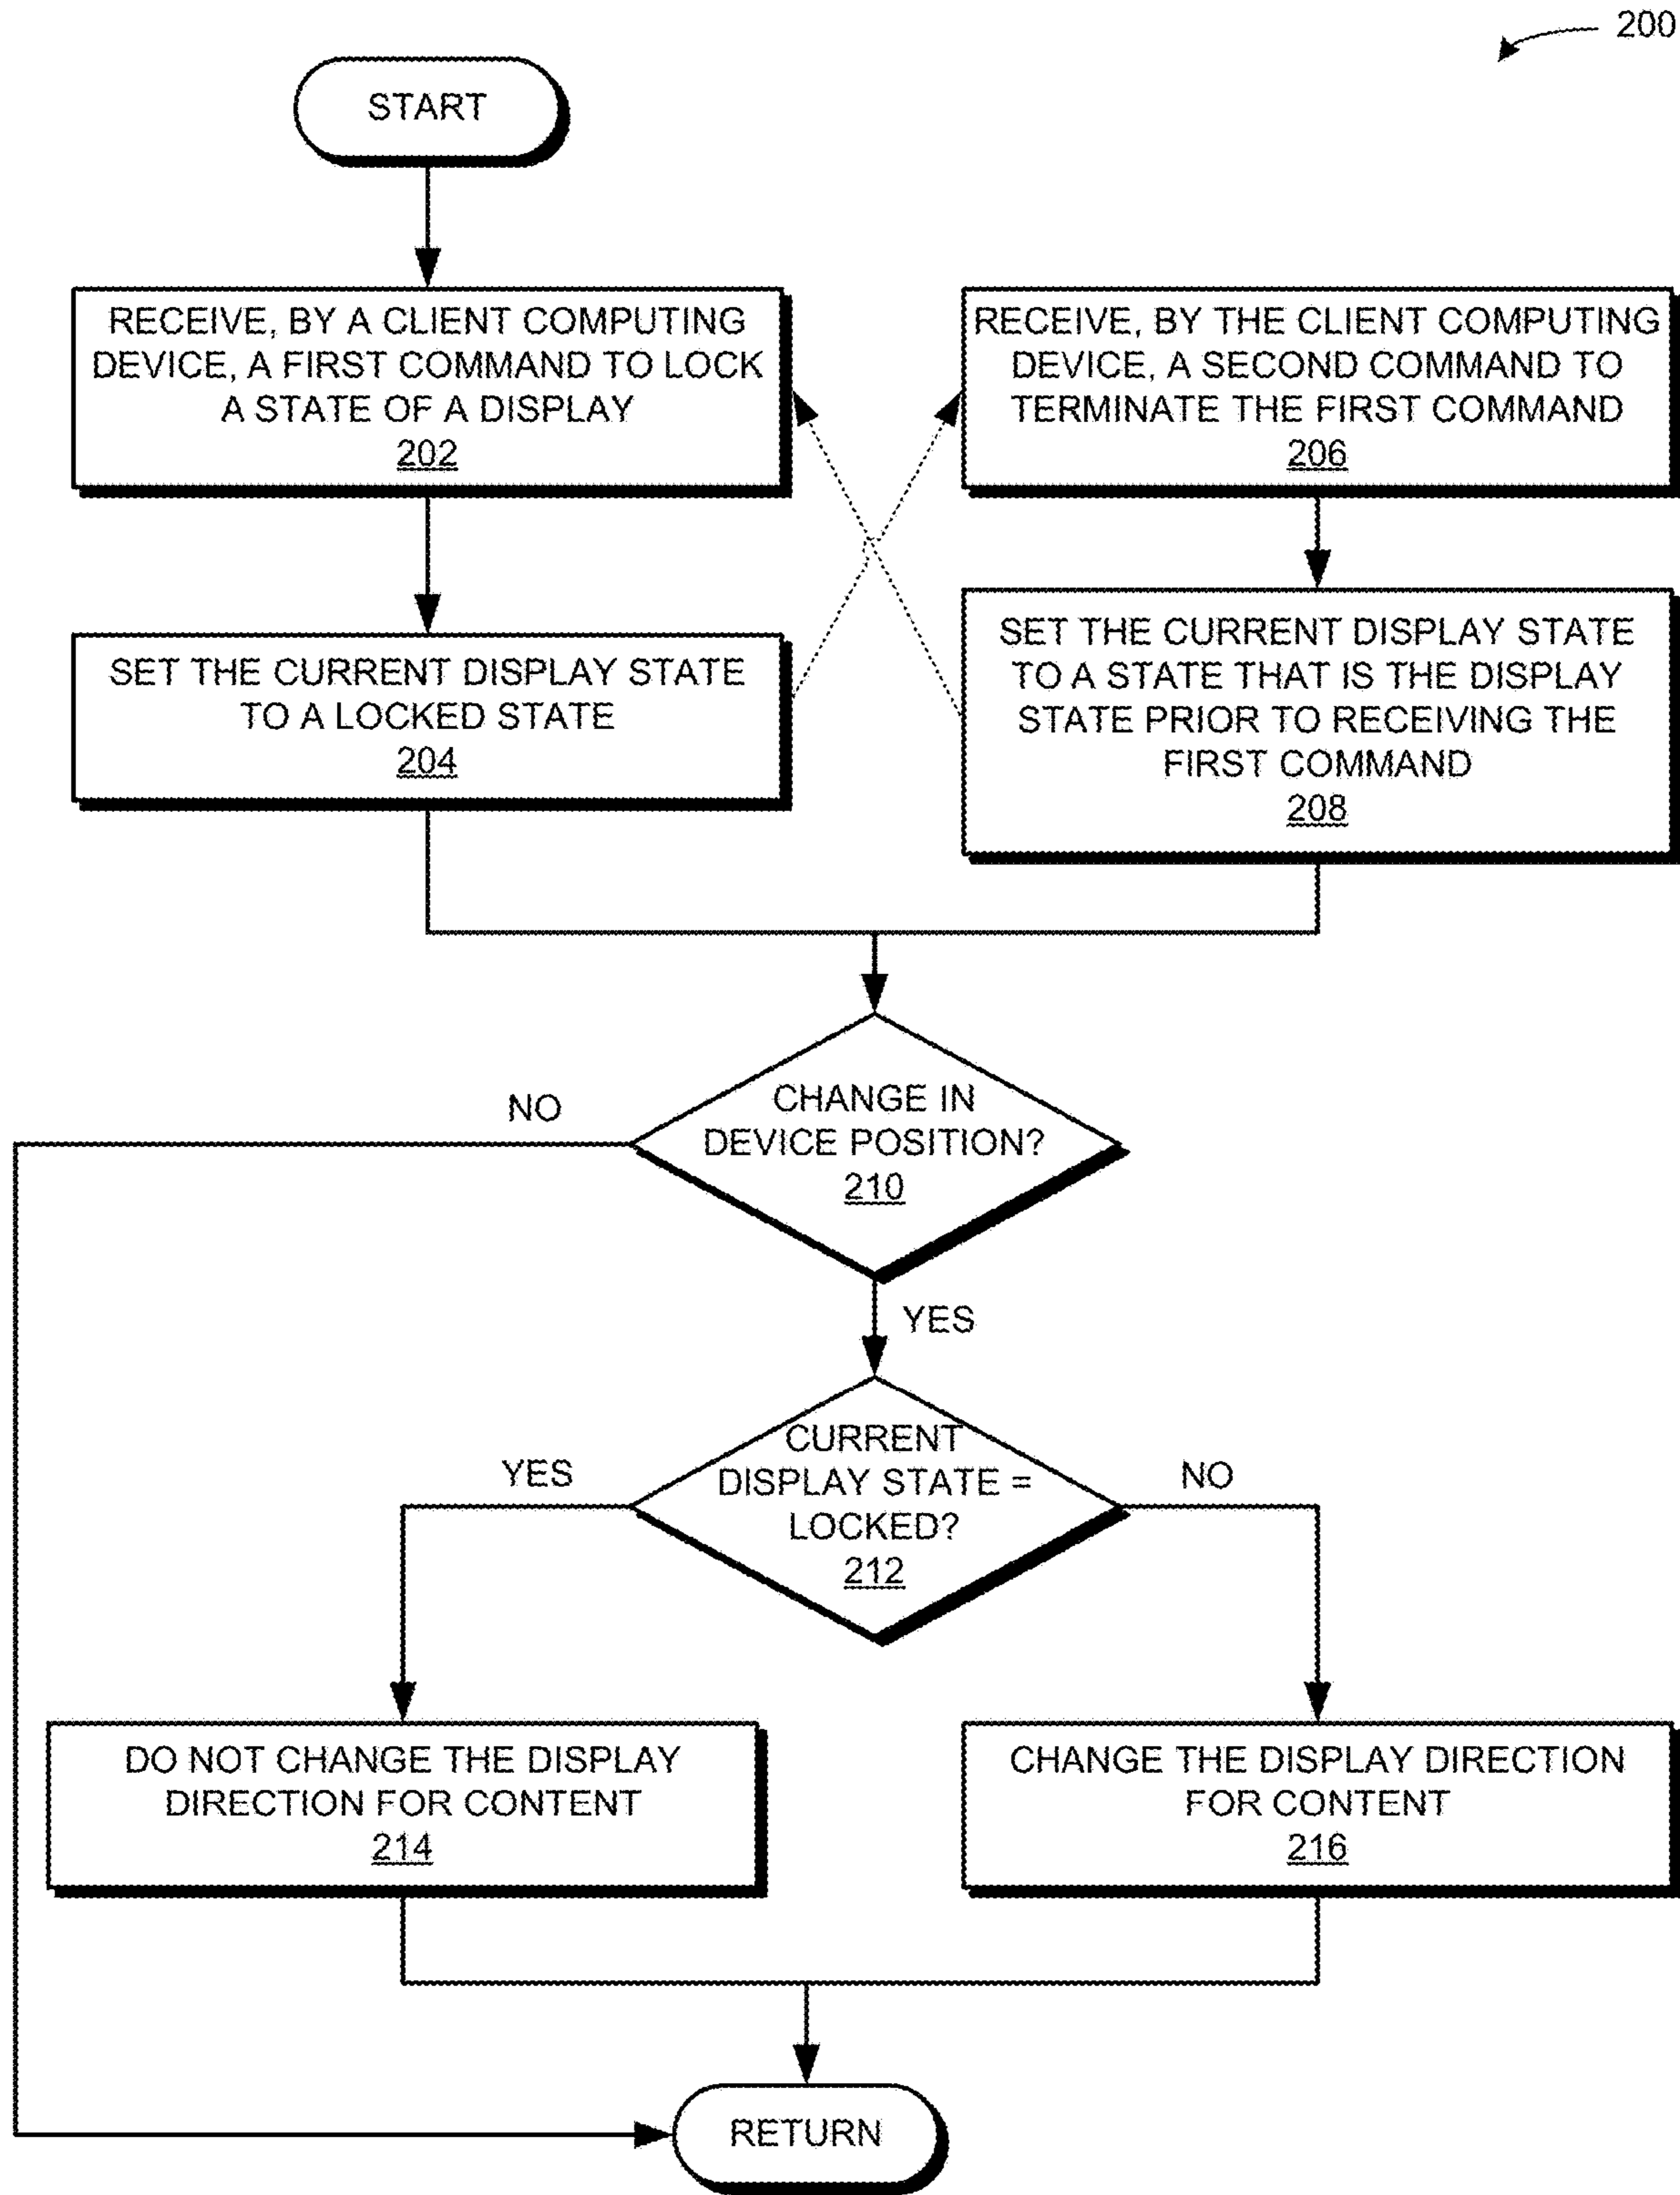 200
START
RECEIVE, BY A CLIENT COMPUTING
DEVICE, A FIRST COMMAND TO LOCK
A STATE OF A DISPLAY
202
RECEIVE, BY THE CLIENT COMPUTING
DEVICE, A SECOND COMMAND TO
TERMINATE THE FIRST COMMAND
206
SET THE CURRENT DISPLAY STATE
TO A LOCKED STATE
204
SET THE CURRENT DISPLAY STATE
TO A STATE THAT IS THE DISPLAY
STATE PRIOR TO RECEIVING THE
FIRST COMMAND
208
NO
CHANGE IN
DEVICE POSITION?
210
YES
YES
CURRENT
DISPLAY STATE =
LOCKED?
212
NO
DO NOT CHANGE THE DISPLAY
DIRECTION FOR CONTENT
214
CHANGE THE DISPLAY DIRECTION
FOR CONTENT
216
RETURN